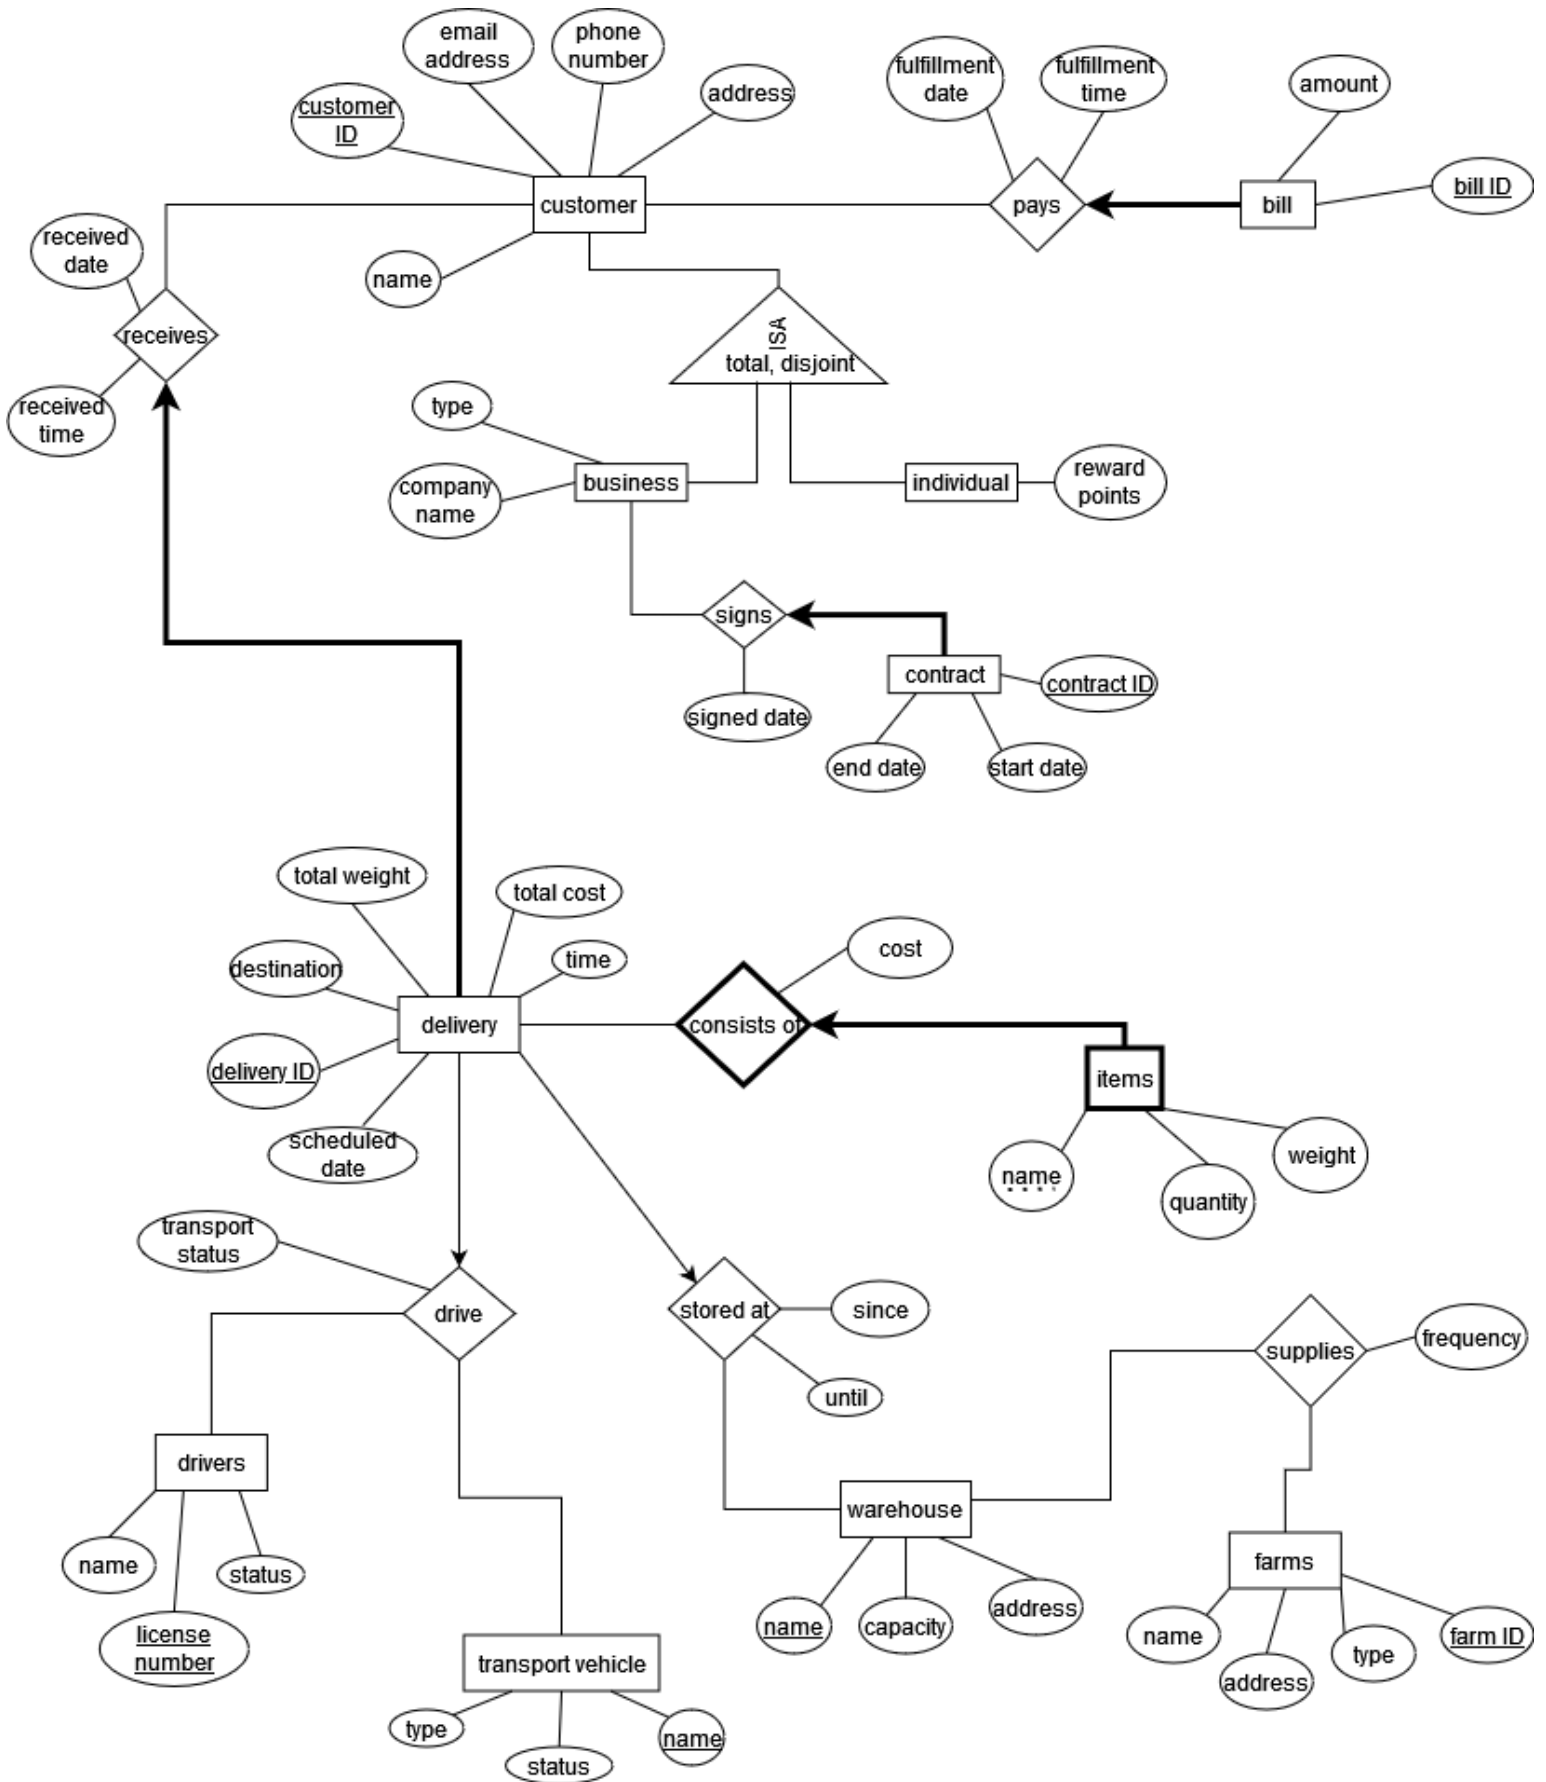 email
address
phone
number
address
customer
ID
fulfillment
date
fulfillment
time
amount
bill ID
customer
pays
bill
received
date
name
receives
ISA
total, disjoint
received
time
type
company
name
business
individual
reward
points
signs
contract
contract ID
signed date
end date
start date
total weight
total cost
cost
destination
time
delivery
consists of
delivery ID
items
scheduled
date
name
quantity
weight
transport
status
drive
stored at
since
until
supplies
frequency
drivers
warehouse
name
status
license
number
name
capacity
address
farms
name
address
type
farm ID
transport vehicle
type
status
name